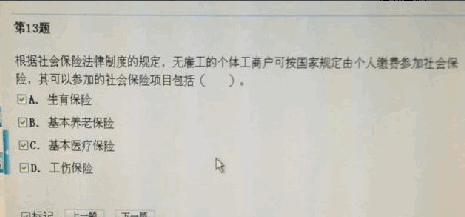 第13题
根据社会保险法律制度的规定，无雇工的个体工商户可按国家规定由个人缴费参加社会保
险，其可以参加的社会保险项目包括（　　）。
A. 生育保险
B. 基本养老保险
C. 基本医疗保险
D. 工伤保险
标记 上一题 下一题